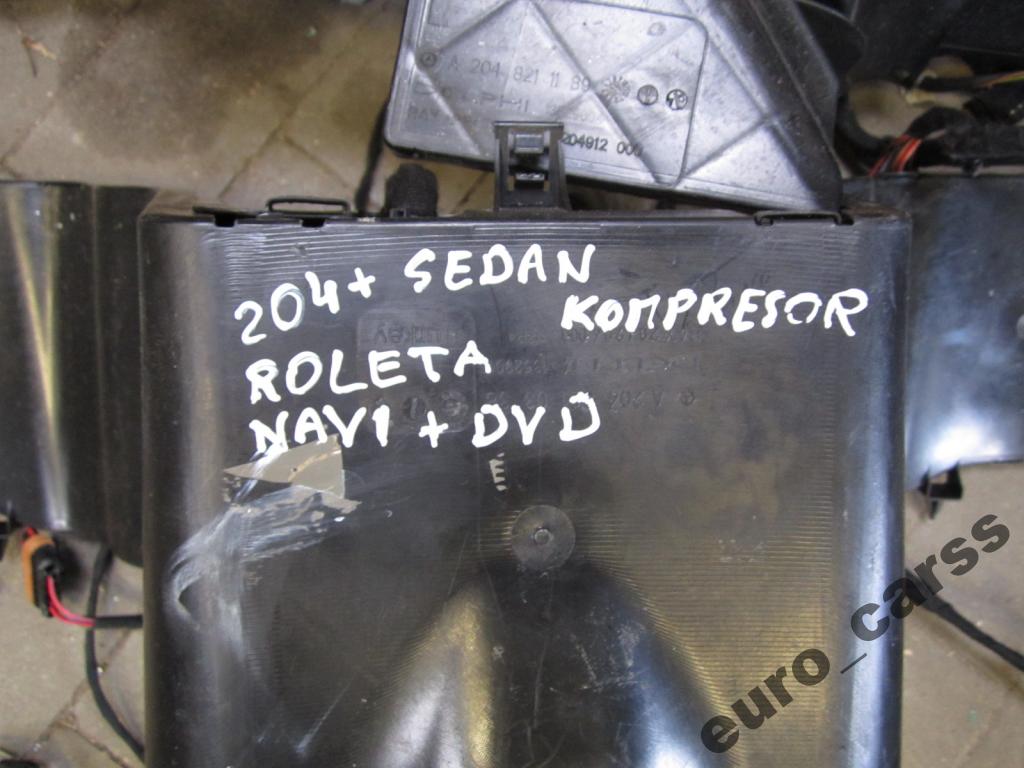 A 204 821 11 89
204912 000
204+ SEDAN
KOMPRESOR
ROLETA
NAVI + DVD
euro_carss